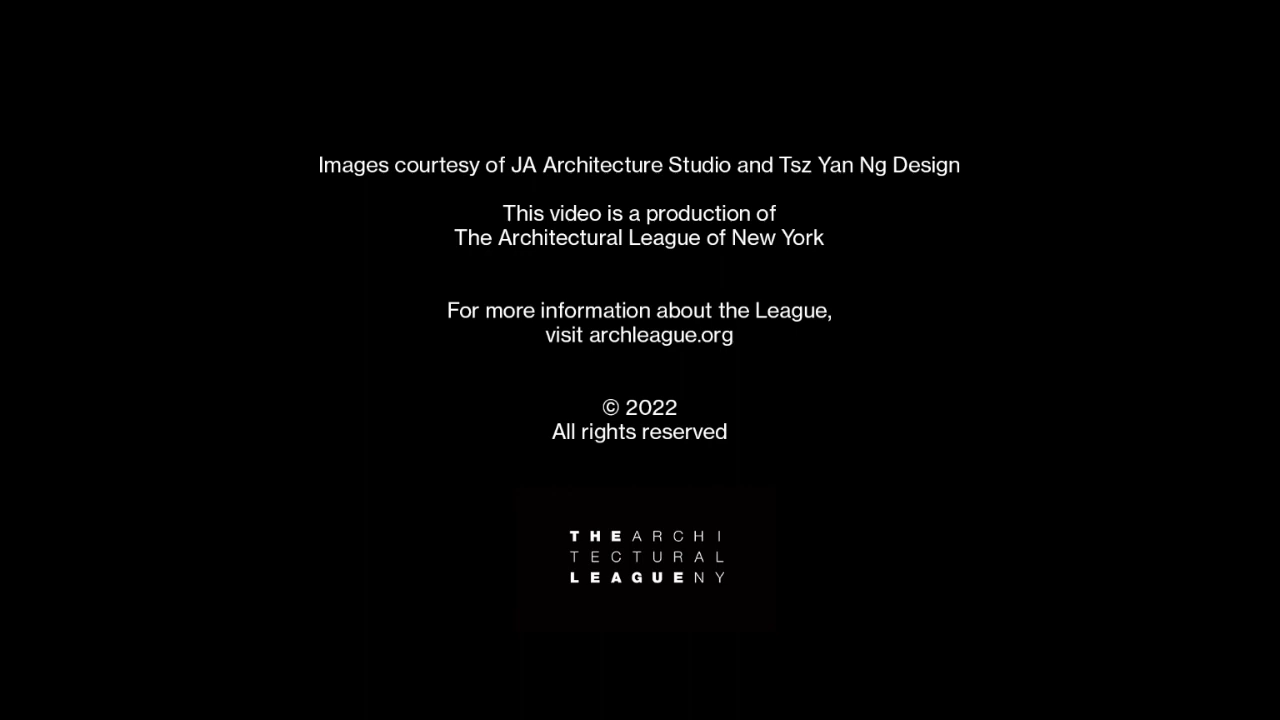 Images courtesy of JA Architecture Studio and Tsz Yan Ng Design
This video is a production of
The Architectural League of New York
For more information about the League,
visit archleague.org
© 2022
All rights reserved
THEARCHI
TECTURAL
LEAGUENY